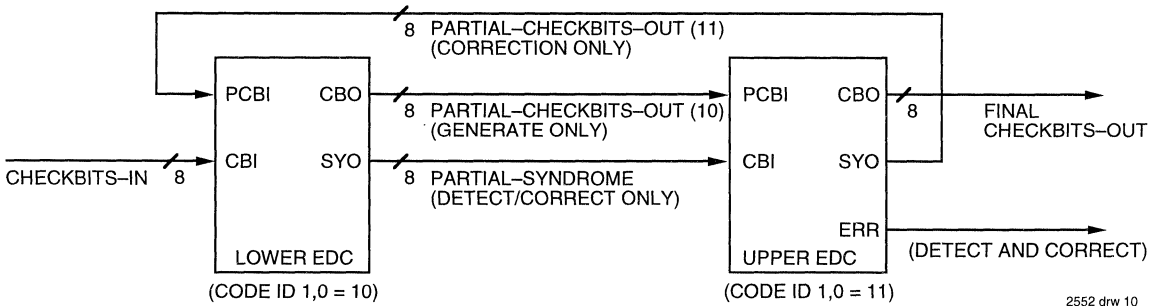 8 PARTIAL–CHECKBITS–OUT (11)
(CORRECTION ONLY)
PCBI CBO
8 PARTIAL–CHECKBITS–OUT (10)
(GENERATE ONLY)
PCBI CBO
8
FINAL
CHECKBITS–OUT
CHECKBITS–IN 8
CBI SYO
8 PARTIAL–SYNDROME
(DETECT/CORRECT ONLY)
CBI SYO
ERR
(DETECT AND CORRECT)
LOWER EDC
UPPER EDC
(CODE ID 1,0 = 10)
(CODE ID 1,0 = 11)
2552 drw 10